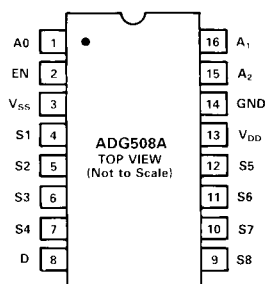 A0 1 16 A1
EN 2 15 A2
VSS 3 14 GND
S1 4 13 VDD
S2 5 12 S5
S3 6 11 S6
S4 7 10 S7
D 8 9 S8
ADG508A
TOP VIEW
(Not to Scale)